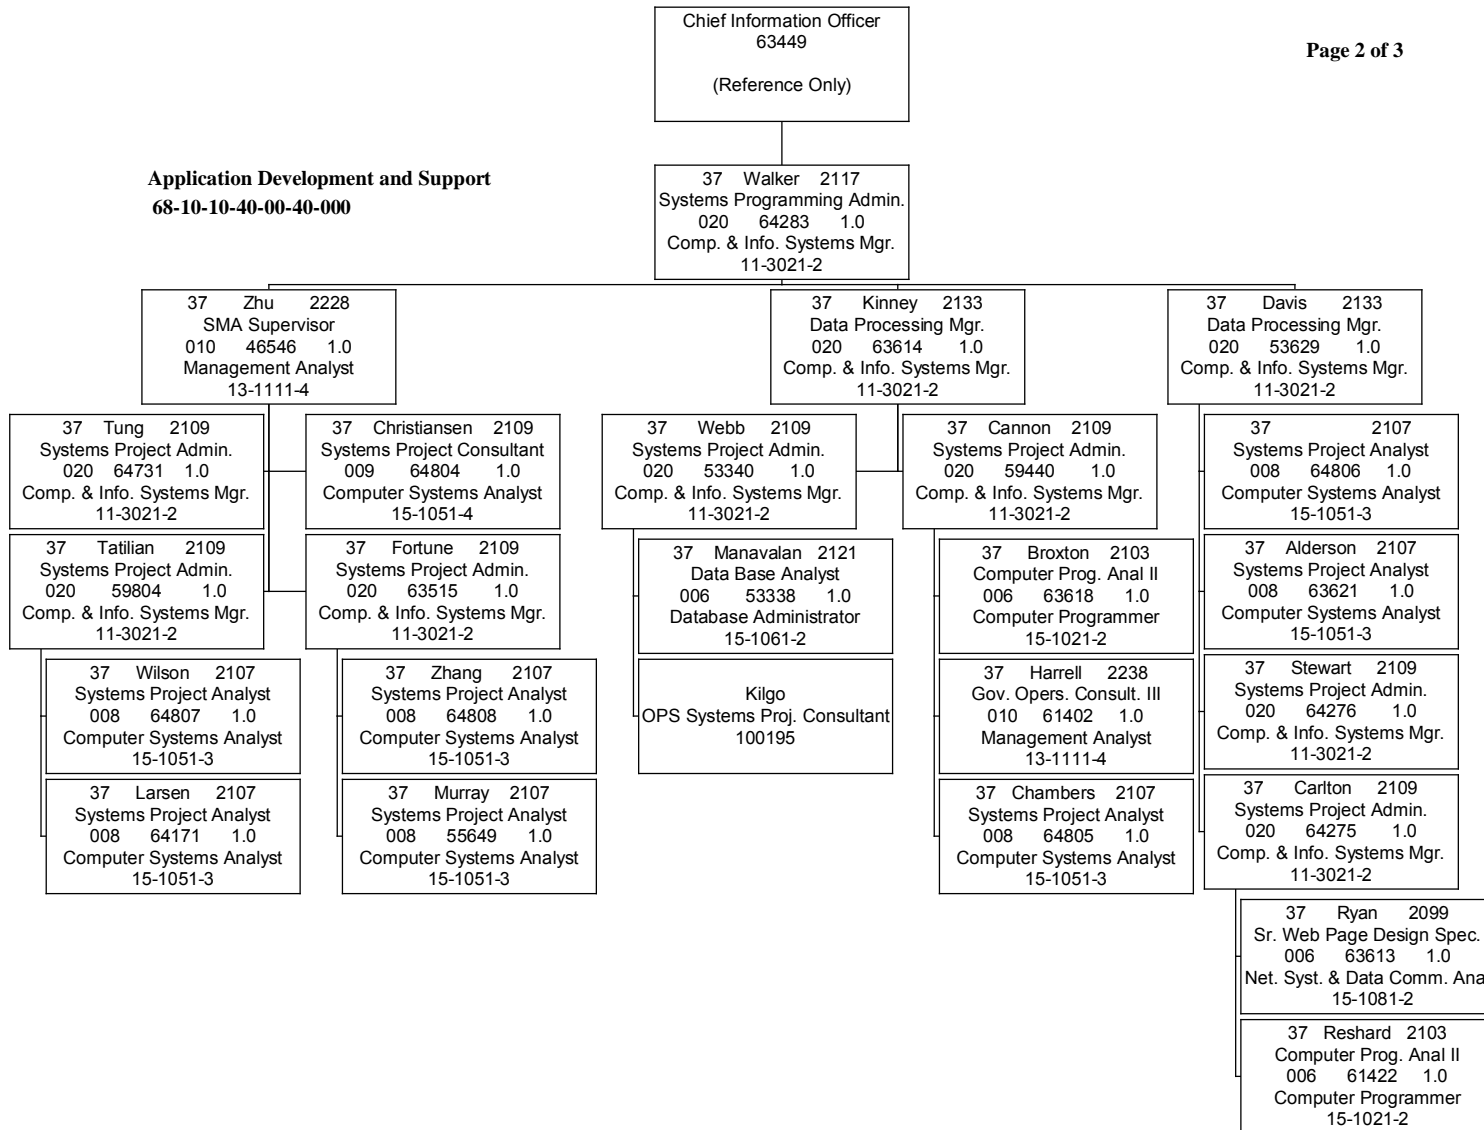 Chief Information Officer
63449
(Reference Only)
Page 2 of 3
Application Development and Support
68-10-10-40-00-40-000
37 Walker 2117
Systems Programming Admin.
020 64283 1.0
Comp. & Info. Systems Mgr.
11-3021-2
37 Zhu 2228
SMA Supervisor
010 46546 1.0
Management Analyst
13-1111-4
37 Kinney 2133
Data Processing Mgr.
020 63614 1.0
Comp. & Info. Systems Mgr.
11-3021-2
37 Davis 2133
Data Processing Mgr.
020 53629 1.0
Comp. & Info. Systems Mgr.
11-3021-2
37 Tung 2109
Systems Project Admin.
020 64731 1.0
Comp. & Info. Systems Mgr.
11-3021-2
37 Christiansen 2109
Systems Project Consultant
009 64804 1.0
Computer Systems Analyst
15-1051-4
37 Webb 2109
Systems Project Admin.
020 53340 1.0
Comp. & Info. Systems Mgr.
11-3021-2
37 Cannon 2109
Systems Project Admin.
020 59440 1.0
Comp. & Info. Systems Mgr.
11-3021-2
37 2107
Systems Project Analyst
008 64806 1.0
Computer Systems Analyst
15-1051-3
37 Tatilian 2109
Systems Project Admin.
020 59804 1.0
Comp. & Info. Systems Mgr.
11-3021-2
37 Fortune 2109
Systems Project Admin.
020 63515 1.0
Comp. & Info. Systems Mgr.
11-3021-2
37 Manavalan 2121
Data Base Analyst
006 53338 1.0
Database Administrator
15-1061-2
37 Broxton 2103
Computer Prog. Anal II
006 63618 1.0
Computer Programmer
15-1021-2
37 Alderson 2107
Systems Project Analyst
008 63621 1.0
Computer Systems Analyst
15-1051-3
37 Wilson 2107
Systems Project Analyst
008 64807 1.0
Computer Systems Analyst
15-1051-3
37 Zhang 2107
Systems Project Analyst
008 64808 1.0
Computer Systems Analyst
15-1051-3
Kilgo
OPS Systems Proj. Consultant
100195
37 Harrell 2238
Gov. Opers. Consult. III
010 61402 1.0
Management Analyst
13-1111-4
37 Stewart 2109
Systems Project Admin.
020 64276 1.0
Comp. & Info. Systems Mgr.
11-3021-2
37 Larsen 2107
Systems Project Analyst
008 64171 1.0
Computer Systems Analyst
15-1051-3
37 Murray 2107
Systems Project Analyst
008 55649 1.0
Computer Systems Analyst
15-1051-3
37 Chambers 2107
Systems Project Analyst
008 64805 1.0
Computer Systems Analyst
15-1051-3
37 Carlton 2109
Systems Project Admin.
020 64275 1.0
Comp. & Info. Systems Mgr.
11-3021-2
37 Ryan 2099
Sr. Web Page Design Spec.
006 63613 1.0
Net. Syst. & Data Comm. Ana
15-1081-2
37 Reshard 2103
Computer Prog. Anal II
006 61422 1.0
Computer Programmer
15-1021-2